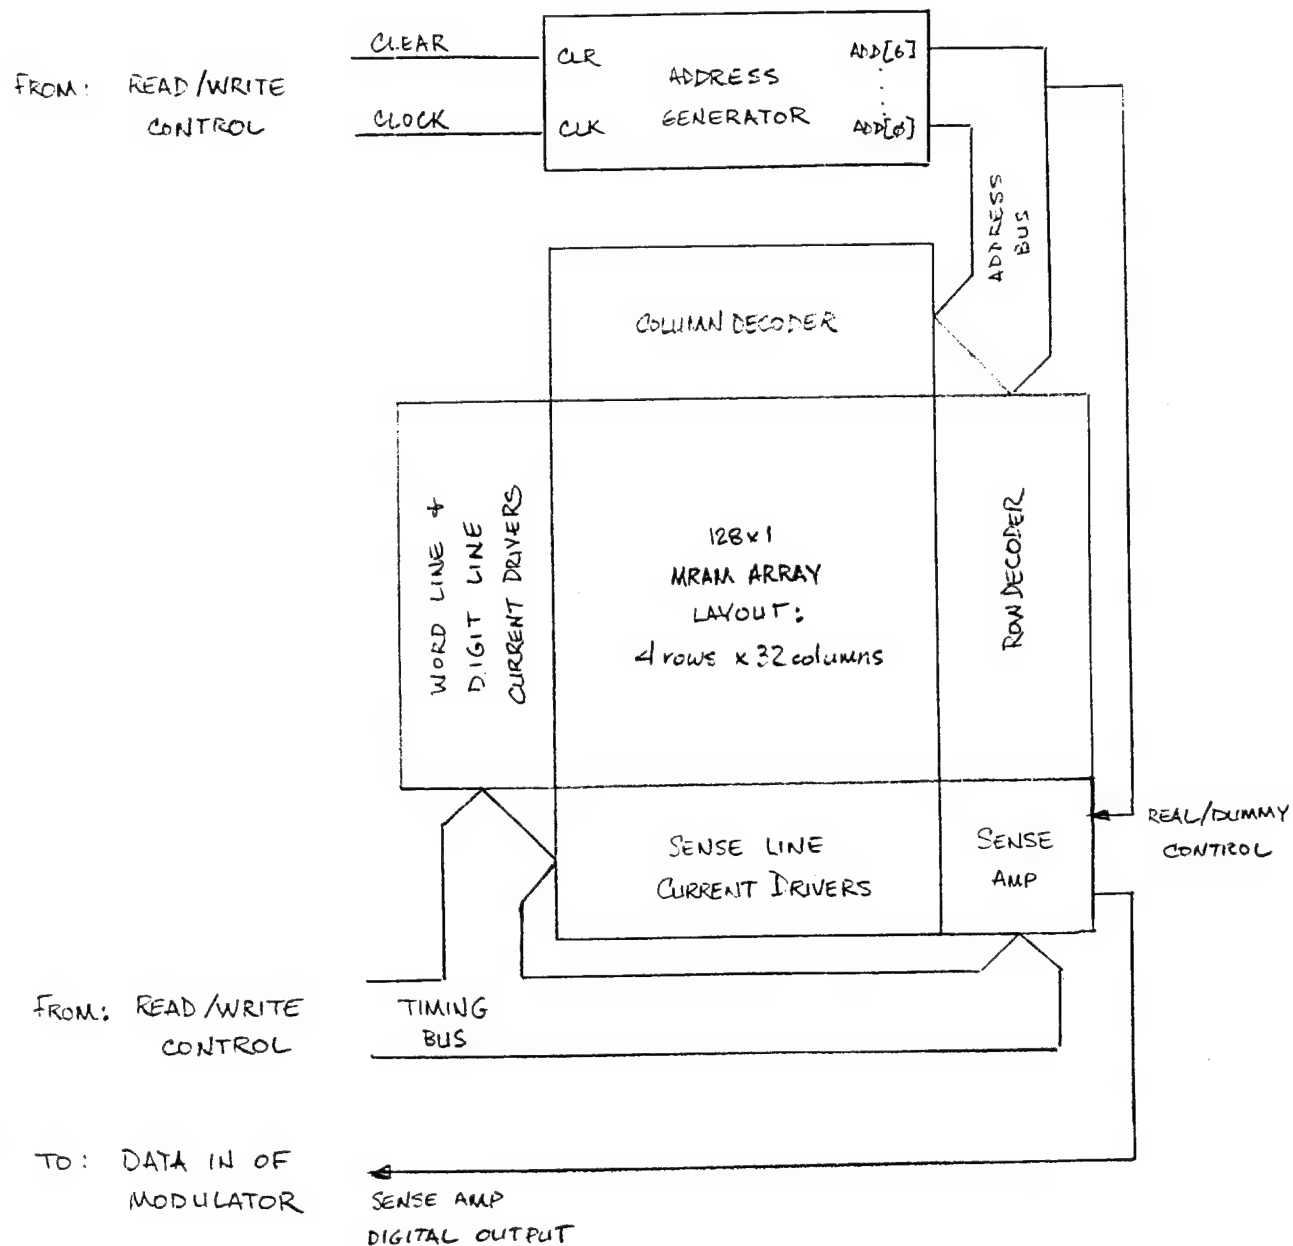 CLEAR
FROM: READ/WRITE
CONTROL
CLOCK
CLR
CLK
ADDRESS
GENERATOR
ADD[6]
ADD[0]
ADDRESS
BUS
COLUMN DECODER
WORD LINE &
DIGIT LINE
CURRENT DRIVERS
128x1
MRAM ARRAY
LAYOUT:
4 rows x 32 columns
ROW DECODER
SENSE LINE
CURRENT DRIVERS
SENSE
AMP
REAL/DUMMY
CONTROL
FROM: READ/WRITE
CONTROL
TIMING
BUS
TO: DATA IN OF
MODULATOR
SENSE AMP
DIGITAL OUTPUT